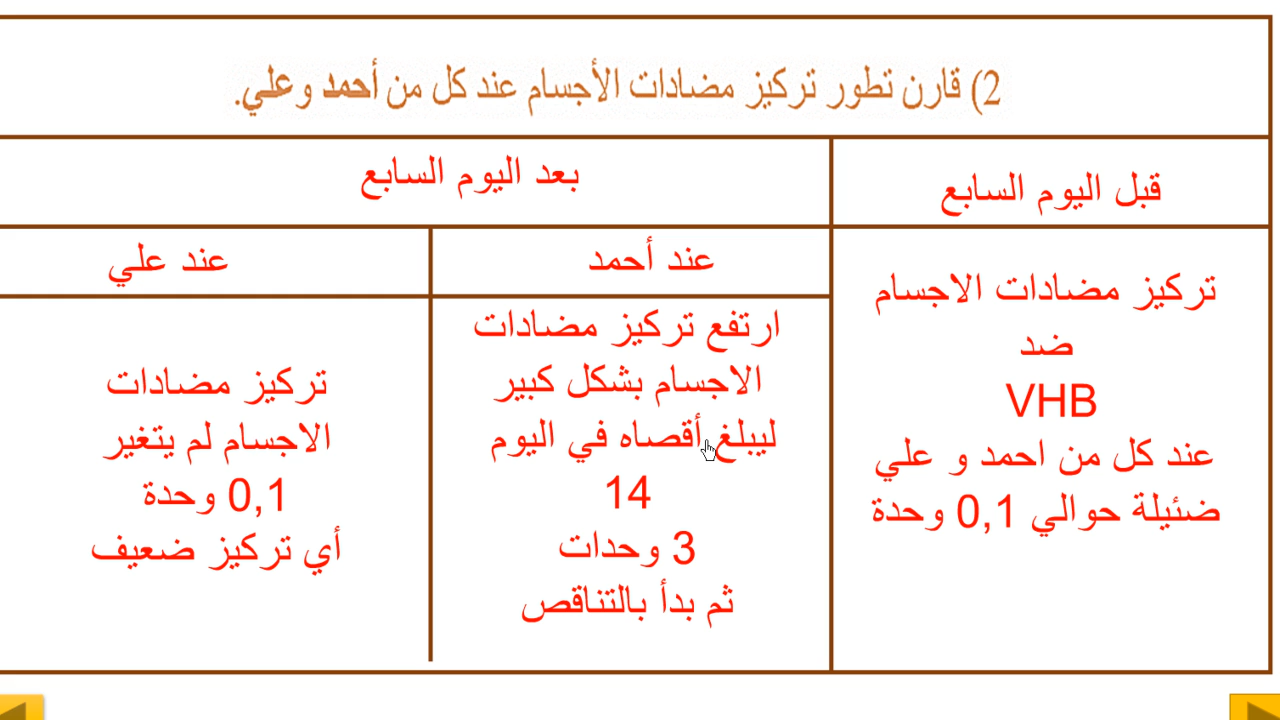 2) قارن تطور تركيز مضادات الأجسام عند كل من أحمد وعلي.
قبل اليوم السابع
بعد اليوم السابع
عند أحمد
عند علي
تركيز مضادات الاجسام
ضد
VHB
عند كل من احمد و علي
ضئيلة حوالي 0,1 وحدة
ارتفع تركيز مضادات
الاجسام بشكل كبير
ليبلغ أقصاه في اليوم
14
3 وحدات
ثم بدأ بالتناقص
تركيز مضادات
الاجسام لم يتغير
0,1 وحدة
أي تركيز ضعيف